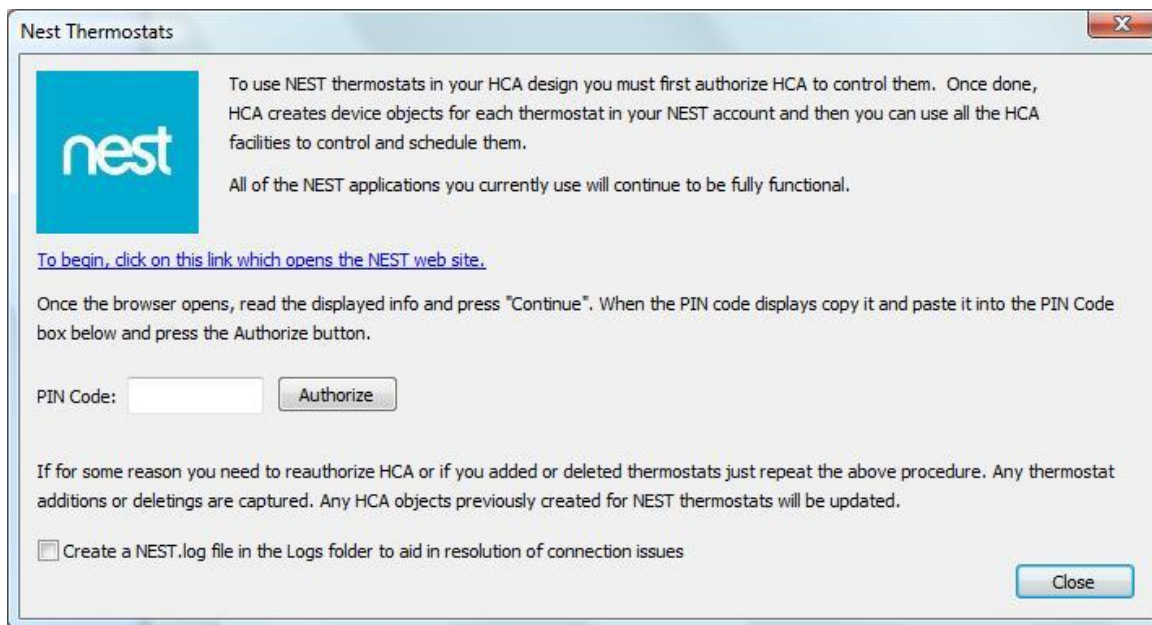 Nest Thermostats
X
nest
To use NEST thermostats in your HCA design you must first authorize HCA to control them.  Once done,
HCA creates device objects for each thermostat in your NEST account and then you can use all the HCA
facilities to control and schedule them.
All of the NEST applications you currently use will continue to be fully functional.
To begin, click on this link which opens the NEST web site.
Once the browser opens, read the displayed info and press "Continue". When the PIN code displays copy it and paste it into the PIN Code
box below and press the Authorize button.
PIN Code: Authorize
If for some reason you need to reauthorize HCA or if you added or deleted thermostats just repeat the above procedure. Any thermostat
additions or deletings are captured. Any HCA objects previously created for NEST thermostats will be updated.
Create a NEST.log file in the Logs folder to aid in resolution of connection issues
Close